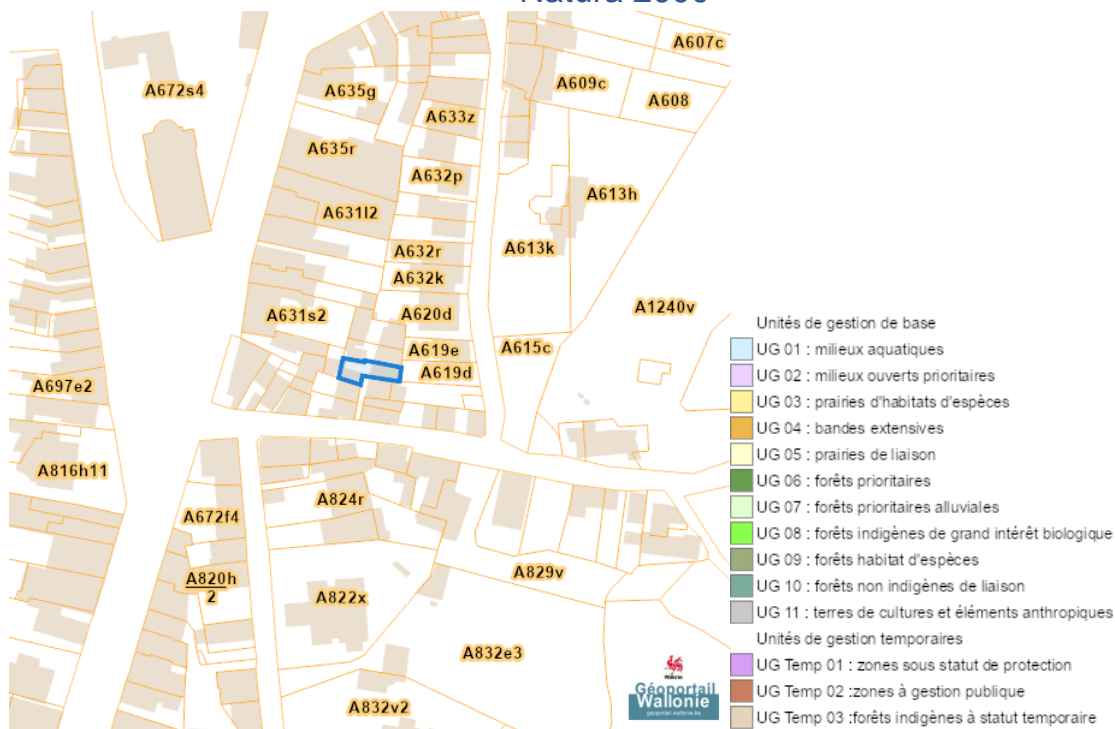 Natura 2000
A607c
A672s4
A635g
A609c
A608
A633z
A635r
A632p
A613h
A631l2
A632r
A613k
A632k
A631s2
A620d
A1240v
A619e
A615c
A619d
A697e2
A816h11
A824r
A672f4
A820h
2
A829v
A822x
A832e3
A832v2
Wallonie
Géoportail
Wallonie
geoportail.wallonie.be
Unités de gestion de base
UG 01 : milieux aquatiques
UG 02 : milieux ouverts prioritaires
UG 03 : prairies d'habitats d'espèces
UG 04 : bandes extensives
UG 05 : prairies de liaison
UG 06 : forêts prioritaires
UG 07 : forêts prioritaires alluviales
UG 08 : forêts indigènes de grand intérêt biologique
UG 09 : forêts habitat d'espèces
UG 10 : forêts non indigènes de liaison
UG 11 : terres de cultures et éléments anthropiques
Unités de gestion temporaires
UG Temp 01 : zones sous statut de protection
UG Temp 02 :zones à gestion publique
UG Temp 03 :forêts indigènes à statut temporaire